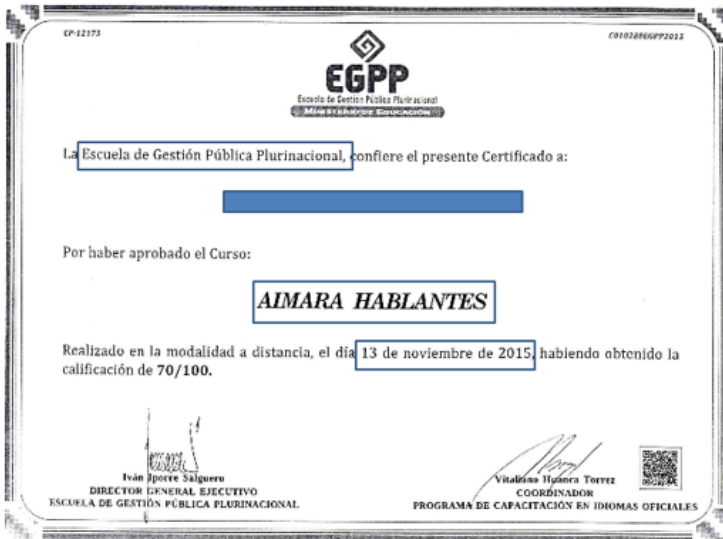 CP-12173
C01028EGPP2015
EGPP
Escuela de Gestión Pública Plurinacional
MINISTERIO DE EDUCACIÓN
La Escuela de Gestión Pública Plurinacional, confiere el presente Certificado a:
Por haber aprobado el Curso:
AIMARA HABLANTES
Realizado en la modalidad a distancia, el día 13 de noviembre de 2015, habiendo obtenido la
calificación de 70/100.
Iván Iporre Salguero
DIRECTOR GENERAL EJECUTIVO
ESCUELA DE GESTIÓN PÚBLICA PLURINACIONAL
Vitaliano Huanca Torrez
COORDINADOR
PROGRAMA DE CAPACITACIÓN EN IDIOMAS OFICIALES